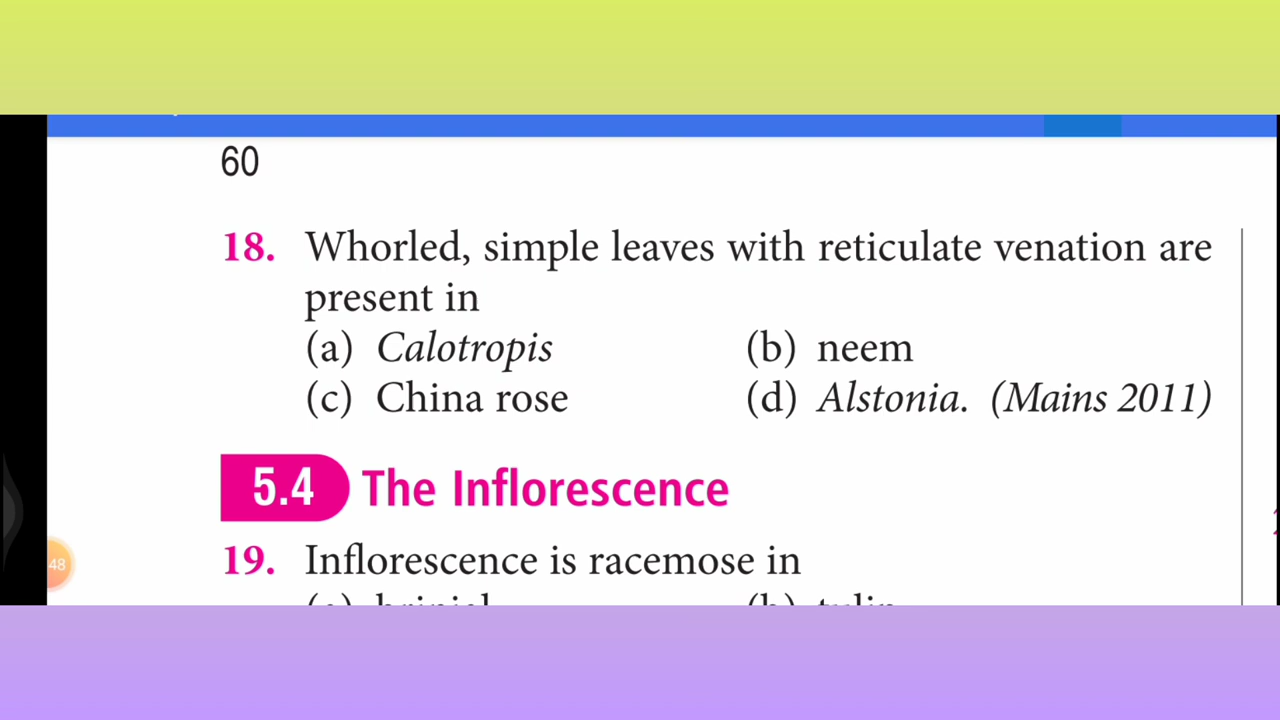 60
18. Whorled, simple leaves with reticulate venation are
present in
(a) Calotropis (b) neem
(c) China rose (d) Alstonia. (Mains 2011)
5.4 The Inflorescence
19. Inflorescence is racemose in
48